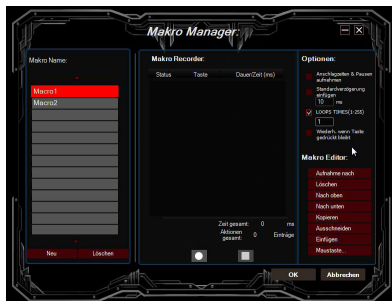 Makro Manager:
Makro Name:
Macro1
Macro2
Neu
Löschen
Makro Recorder:
Status Taste Dauer/Zeit (ms)
Zeit gesamt: 0 ms
Aktionen gesamt: 0 Einträge
Optionen:
Anschlagzeiten & Pausen
aufnehmen
Standardverzögerung
einfügen
10 ms
LOOPS TIMES(1-255)
1
Wiederh. wenn Taste
gedrückt bleibt
Makro Editor:
Aufnahme nach
Löschen
Nach oben
Nach unten
Kopieren
Ausschneiden
Einfügen
Maustaste...
OK
Abbrechen